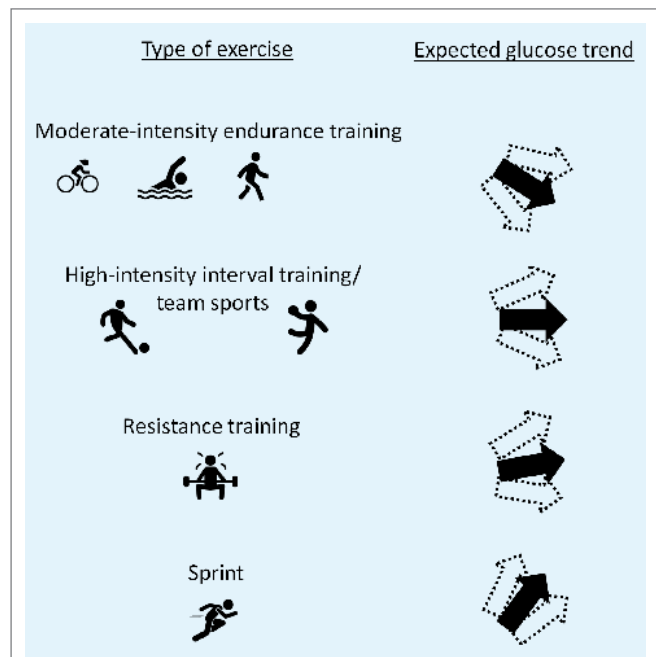 Type of exercise
Expected glucose trend
Moderate-intensity endurance training
High-intensity interval training/
team sports
Resistance training
Sprint